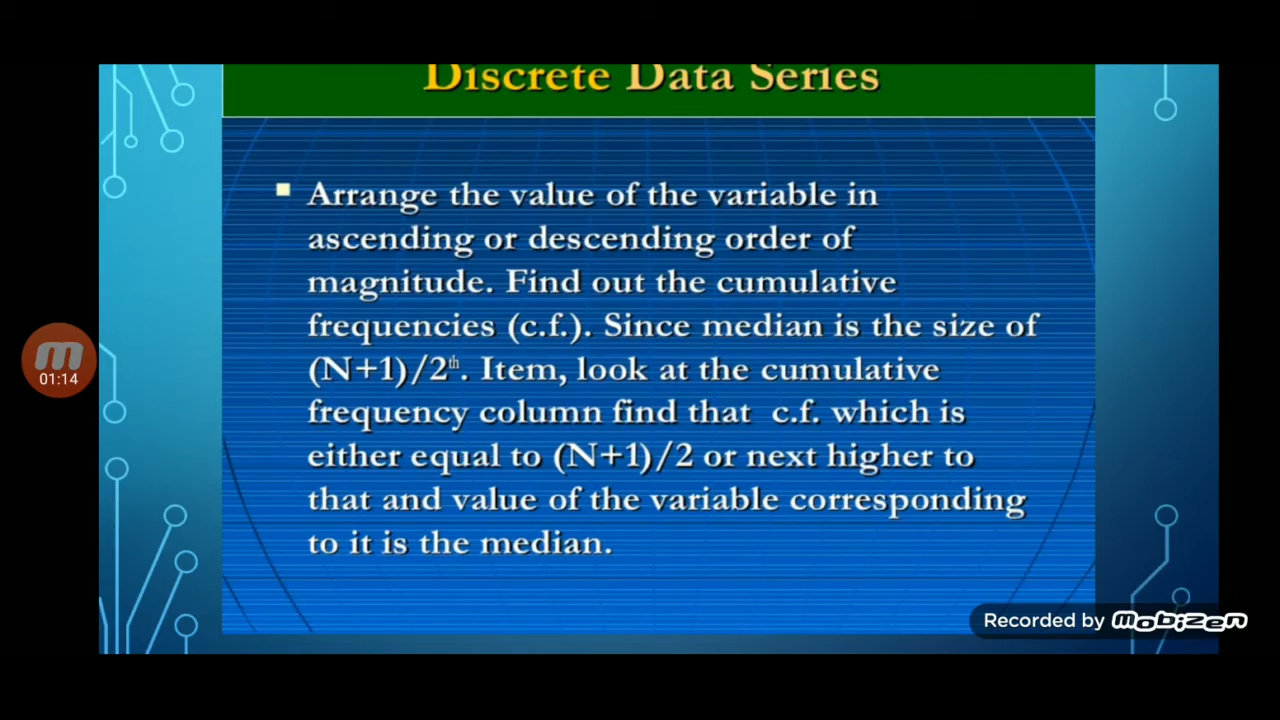 Discrete Data Series
Arrange the value of the variable in
ascending or descending order of
magnitude. Find out the cumulative
frequencies (c.f.). Since median is the size of
(N+1)/2th. Item, look at the cumulative
frequency column find that c.f. which is
either equal to (N+1)/2 or next higher to
that and value of the variable corresponding
to it is the median.
01:14
Recorded by mobizen